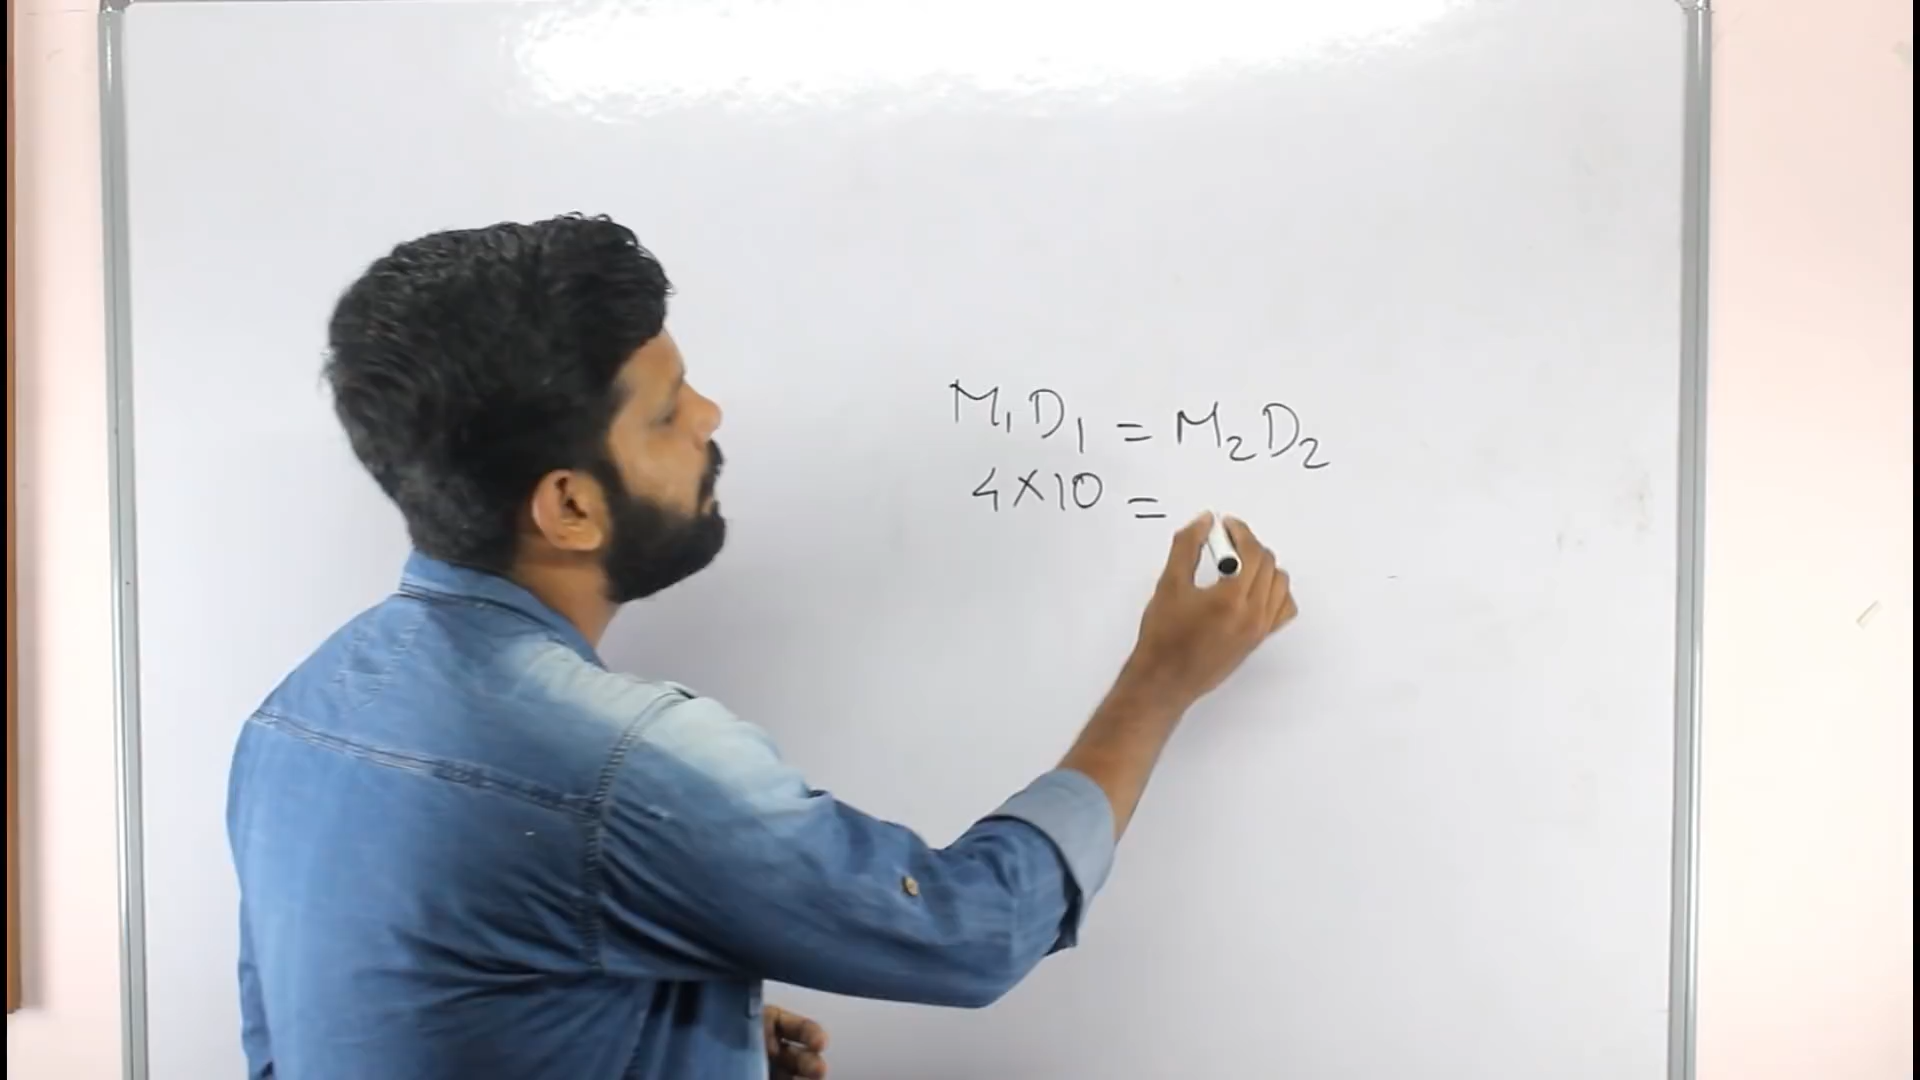 M₁D₁ = M₂D₂
4×10 =